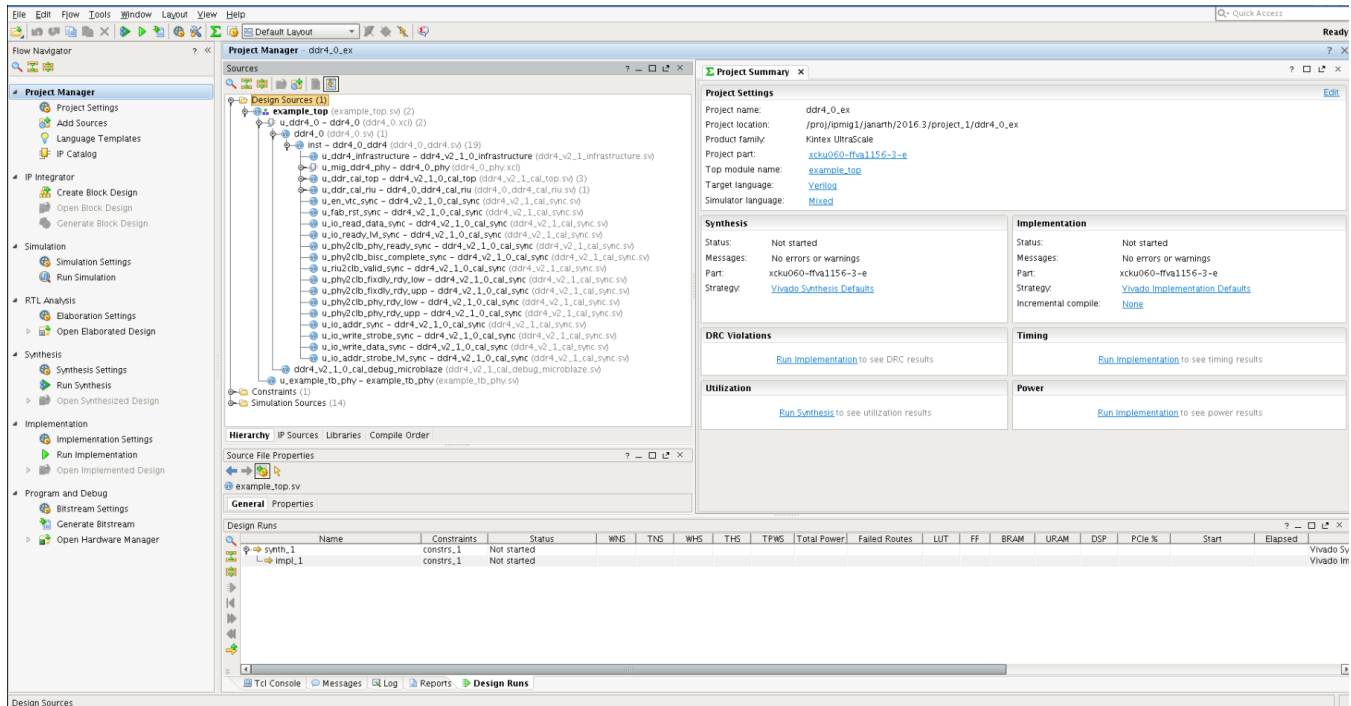 File Edit Flow Tools Window Layout View Help
Q- Quick Access
Default Layout
Ready
Flow Navigator ? «
Project Manager
Project Settings
Add Sources
Language Templates
IP Catalog
IP Integrator
Create Block Design
Open Block Design
Generate Block Design
Simulation
Simulation Settings
Run Simulation
RTL Analysis
Elaboration Settings
Open Elaborated Design
Synthesis
Synthesis Settings
Run Synthesis
Open Synthesized Design
Implementation
Implementation Settings
Run Implementation
Open Implemented Design
Program and Debug
Bitstream Settings
Generate Bitstream
Open Hardware Manager
Project Manager - ddr4_0_ex
Sources
Design Sources (1)
example_top (example_top.sv) (2)
u_ddr4_0 - ddr4_0 (ddr4_0.xci) (2)
ddr4_0 (ddr4_0.sv) (1)
inst - ddr4_0_ddr4 (ddr4_0_ddr4.sv) (19)
u_ddr4_infrastructure - ddr4_v2_1_0_infrastructure (ddr4_v2_1_infrastructure.sv)
u_mig_ddr4_phy - ddr4_0_phy (ddr4_0_phy.xci)
u_ddr_cal_top - ddr4_v2_1_0_cal_top (ddr4_v2_1_cal_top.sv) (3)
u_ddr_cal_riu - ddr4_0_ddr4_cal_riu (ddr4_0_ddr4_cal_riu.sv) (1)
u_en_vtc_sync - ddr4_v2_1_0_cal_sync (ddr4_v2_1_cal_sync.sv)
u_fab_rst_sync - ddr4_v2_1_0_cal_sync (ddr4_v2_1_cal_sync.sv)
u_io_read_data_sync - ddr4_v2_1_0_cal_sync (ddr4_v2_1_cal_sync.sv)
u_io_ready_lvl_sync - ddr4_v2_1_0_cal_sync (ddr4_v2_1_cal_sync.sv)
u_phy2clb_phy_ready_sync - ddr4_v2_1_0_cal_sync (ddr4_v2_1_cal_sync.sv)
u_phy2clb_bisc_complete_sync - ddr4_v2_1_0_cal_sync (ddr4_v2_1_cal_sync.sv)
u_riu2clb_valid_sync - ddr4_v2_1_0_cal_sync (ddr4_v2_1_cal_sync.sv)
u_phy2clb_fixdly_rdy_low - ddr4_v2_1_0_cal_sync (ddr4_v2_1_cal_sync.sv)
u_phy2clb_fixdly_rdy_upp - ddr4_v2_1_0_cal_sync (ddr4_v2_1_cal_sync.sv)
u_phy2clb_phy_rdy_low - ddr4_v2_1_0_cal_sync (ddr4_v2_1_cal_sync.sv)
u_phy2clb_phy_rdy_upp - ddr4_v2_1_0_cal_sync (ddr4_v2_1_cal_sync.sv)
u_io_addr_sync - ddr4_v2_1_0_cal_sync (ddr4_v2_1_cal_sync.sv)
u_io_write_strobe_sync - ddr4_v2_1_0_cal_sync (ddr4_v2_1_cal_sync.sv)
u_io_write_data_sync - ddr4_v2_1_0_cal_sync (ddr4_v2_1_cal_sync.sv)
u_io_addr_strobe_lvl_sync - ddr4_v2_1_0_cal_sync (ddr4_v2_1_cal_sync.sv)
ddr4_v2_1_0_cal_debug_microblaze (ddr4_v2_1_cal_debug_microblaze.sv)
u_example_tb_phy - example_tb_phy (example_tb_phy.sv)
Constraints (1)
Simulation Sources (14)
Hierarchy IP Sources Libraries Compile Order
Source File Properties
example_top.sv
General Properties
Σ Project Summary ×
Project Settings Edit
Project name: ddr4_0_ex
Project location: /proj/ipmig1/janarth/2016.3/project_1/ddr4_0_ex
Product family: Kintex UltraScale
Project part: xcku060-ffva1156-3-e
Top module name: example_top
Target language: Verilog
Simulator language: Mixed
Synthesis
Status: Not started
Messages: No errors or warnings
Part: xcku060-ffva1156-3-e
Strategy: Vivado Synthesis Defaults
Implementation
Status: Not started
Messages: No errors or warnings
Part: xcku060-ffva1156-3-e
Strategy: Vivado Implementation Defaults
Incremental compile: None
DRC Violations
Run Implementation to see DRC results
Timing
Run Implementation to see timing results
Utilization
Run Synthesis to see utilization results
Power
Run Implementation to see power results
Design Runs
Name Constraints Status WNS TNS WHS THS TPWS Total Power Failed Routes LUT FF BRAM URAM DSP PCIe % Start Elapsed
synth_1 constrs_1 Not started Vivado Sy
impl_1 constrs_1 Not started Vivado Im
Tcl Console Messages Log Reports Design Runs
Design Sources